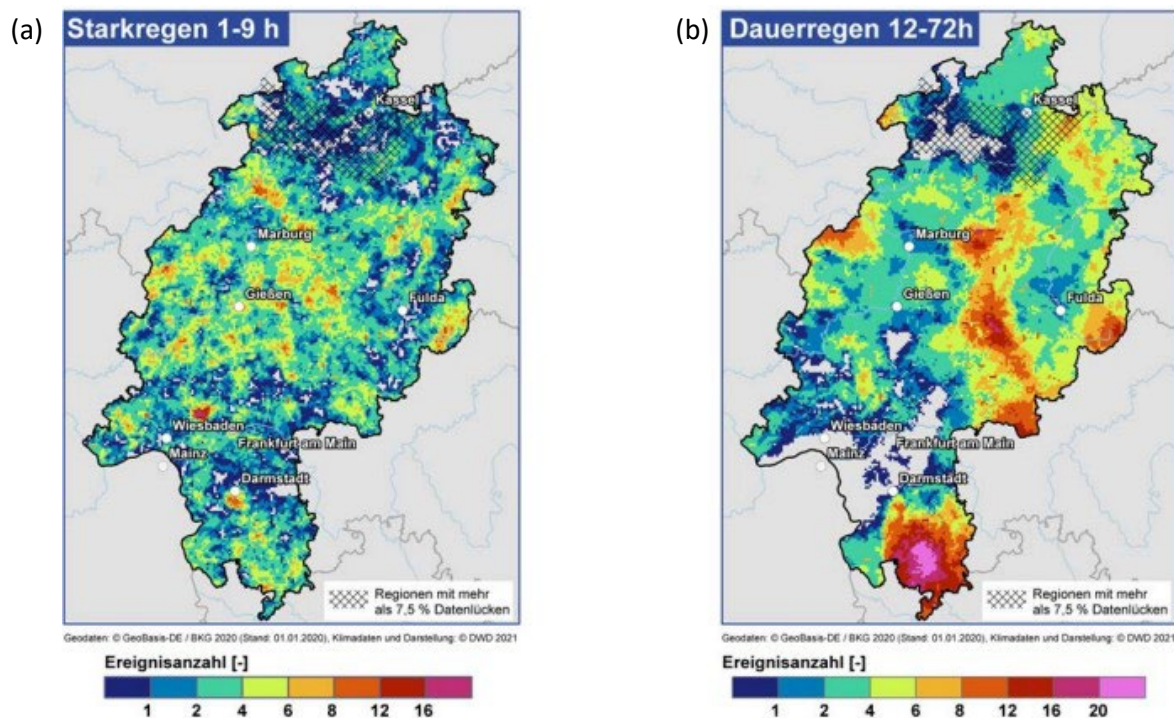 (a)
Starkregen 1-9 h
Kassel
Marburg
Gießen
Fulda
Wiesbaden
Frankfurt am Main
Mainz
Darmstadt
Regionen mit mehr
als 7,5 % Datenlücken
Geodaten: © GeoBasis-DE / BKG 2020 (Stand: 01.01.2020), Klimadaten und Darstellung: © DWD 2021
Ereignisanzahl [-]
1 2 4 6 8 12 16
(b)
Dauerregen 12-72h
Kassel
Marburg
Gießen
Fulda
Wiesbaden
Frankfurt am Main
Mainz
Darmstadt
Regionen mit mehr
als 7,5 % Datenlücken
Geodaten: © GeoBasis-DE / BKG 2020 (Stand: 01.01.2020), Klimadaten und Darstellung: © DWD 2021
Ereignisanzahl [-]
1 2 4 6 8 12 16 20